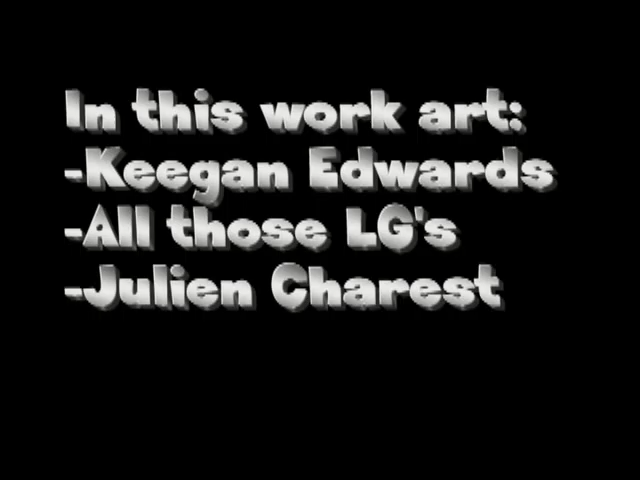 In this work art:
-Keegan Edwards
-All those LG's
-Julien Charest